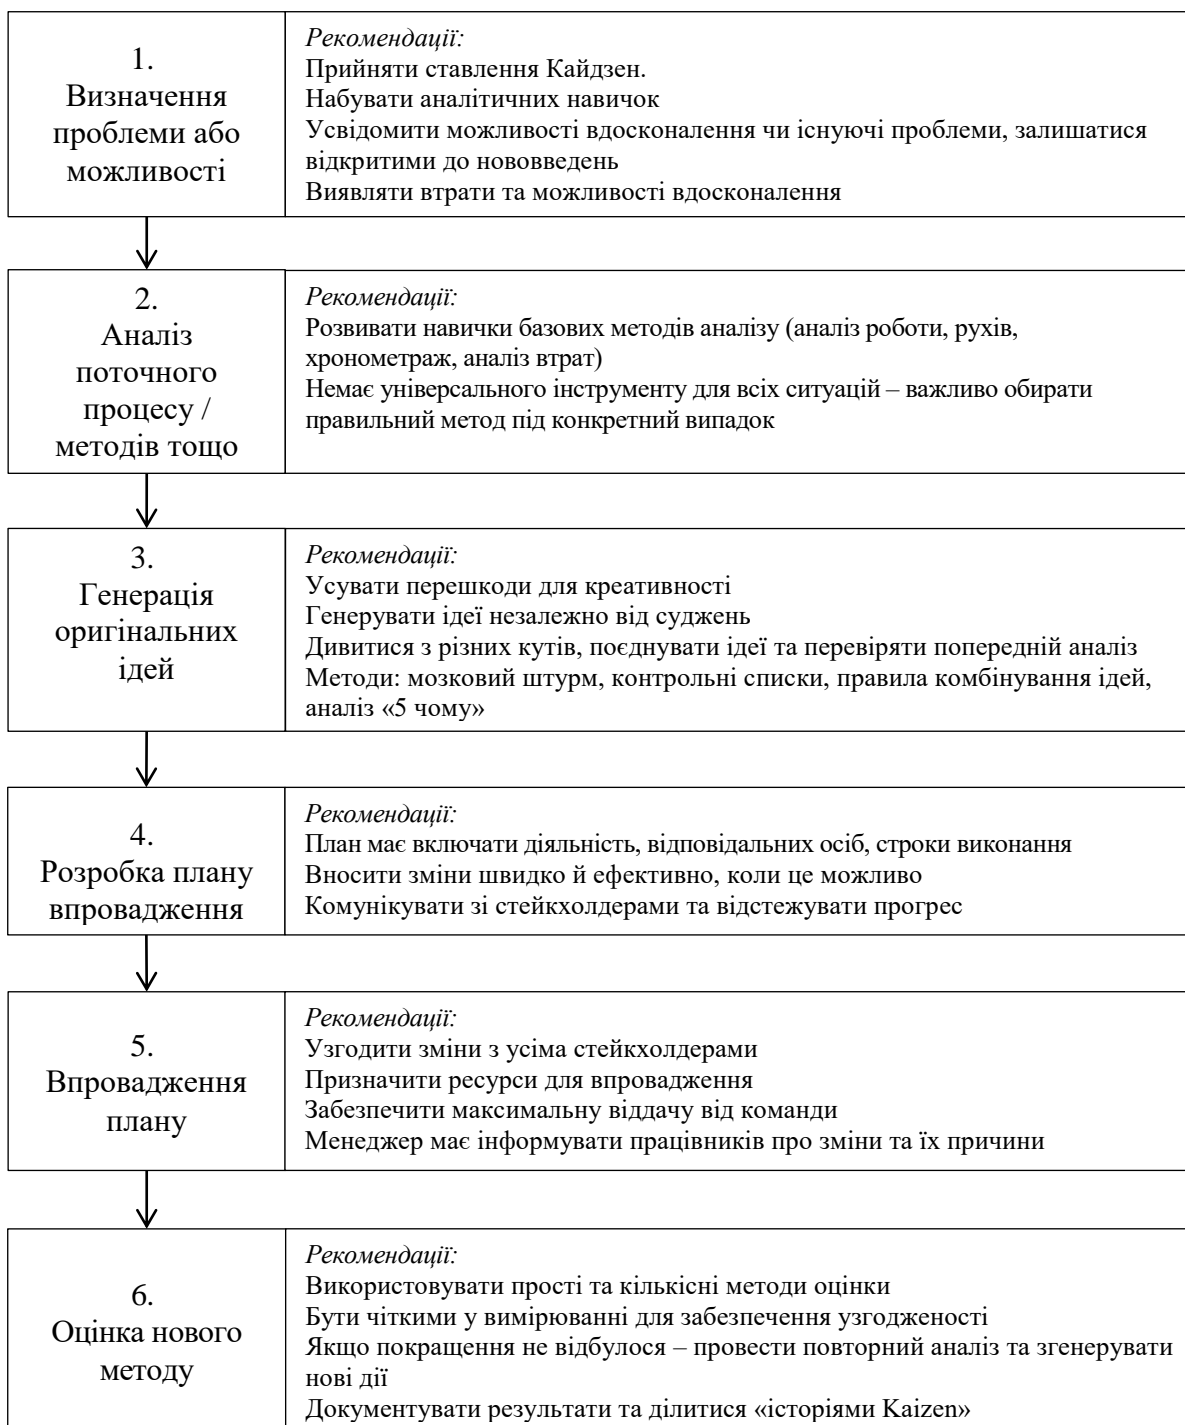 1.
Визначення
проблеми або
можливості
Рекомендації:
Прийняти ставлення Кайдзен.
Набувати аналітичних навичок
Усвідомити можливості вдосконалення чи існуючі проблеми, залишатися
відкритими до нововведень
Виявляти втрати та можливості вдосконалення
2.
Аналіз
поточного
процесу /
методів тощо
Рекомендації:
Розвивати навички базових методів аналізу (аналіз роботи, рухів,
хронометраж, аналіз втрат)
Немає універсального інструменту для всіх ситуацій – важливо обирати
правильний метод під конкретний випадок
3.
Генерація
оригінальних
ідей
Рекомендації:
Усувати перешкоди для креативності
Генерувати ідеї незалежно від суджень
Дивитися з різних кутів, поєднувати ідеї та перевіряти попередній аналіз
Методи: мозковий штурм, контрольні списки, правила комбінування ідей,
аналіз «5 чому»
4.
Розробка плану
впровадження
Рекомендації:
План має включати діяльність, відповідальних осіб, строки виконання
Вносити зміни швидко й ефективно, коли це можливо
Комунікувати зі стейкхолдерами та відстежувати прогрес
5.
Впровадження
плану
Рекомендації:
Узгодити зміни з усіма стейкхолдерами
Призначити ресурси для впровадження
Забезпечити максимальну віддачу від команди
Менеджер має інформувати працівників про зміни та їх причини
6.
Оцінка нового
методу
Рекомендації:
Використовувати прості та кількісні методи оцінки
Бути чіткими у вимірюванні для забезпечення узгодженості
Якщо покращення не відбулося – провести повторний аналіз та згенерувати
нові дії
Документувати результати та ділитися «історіями Kaizen»